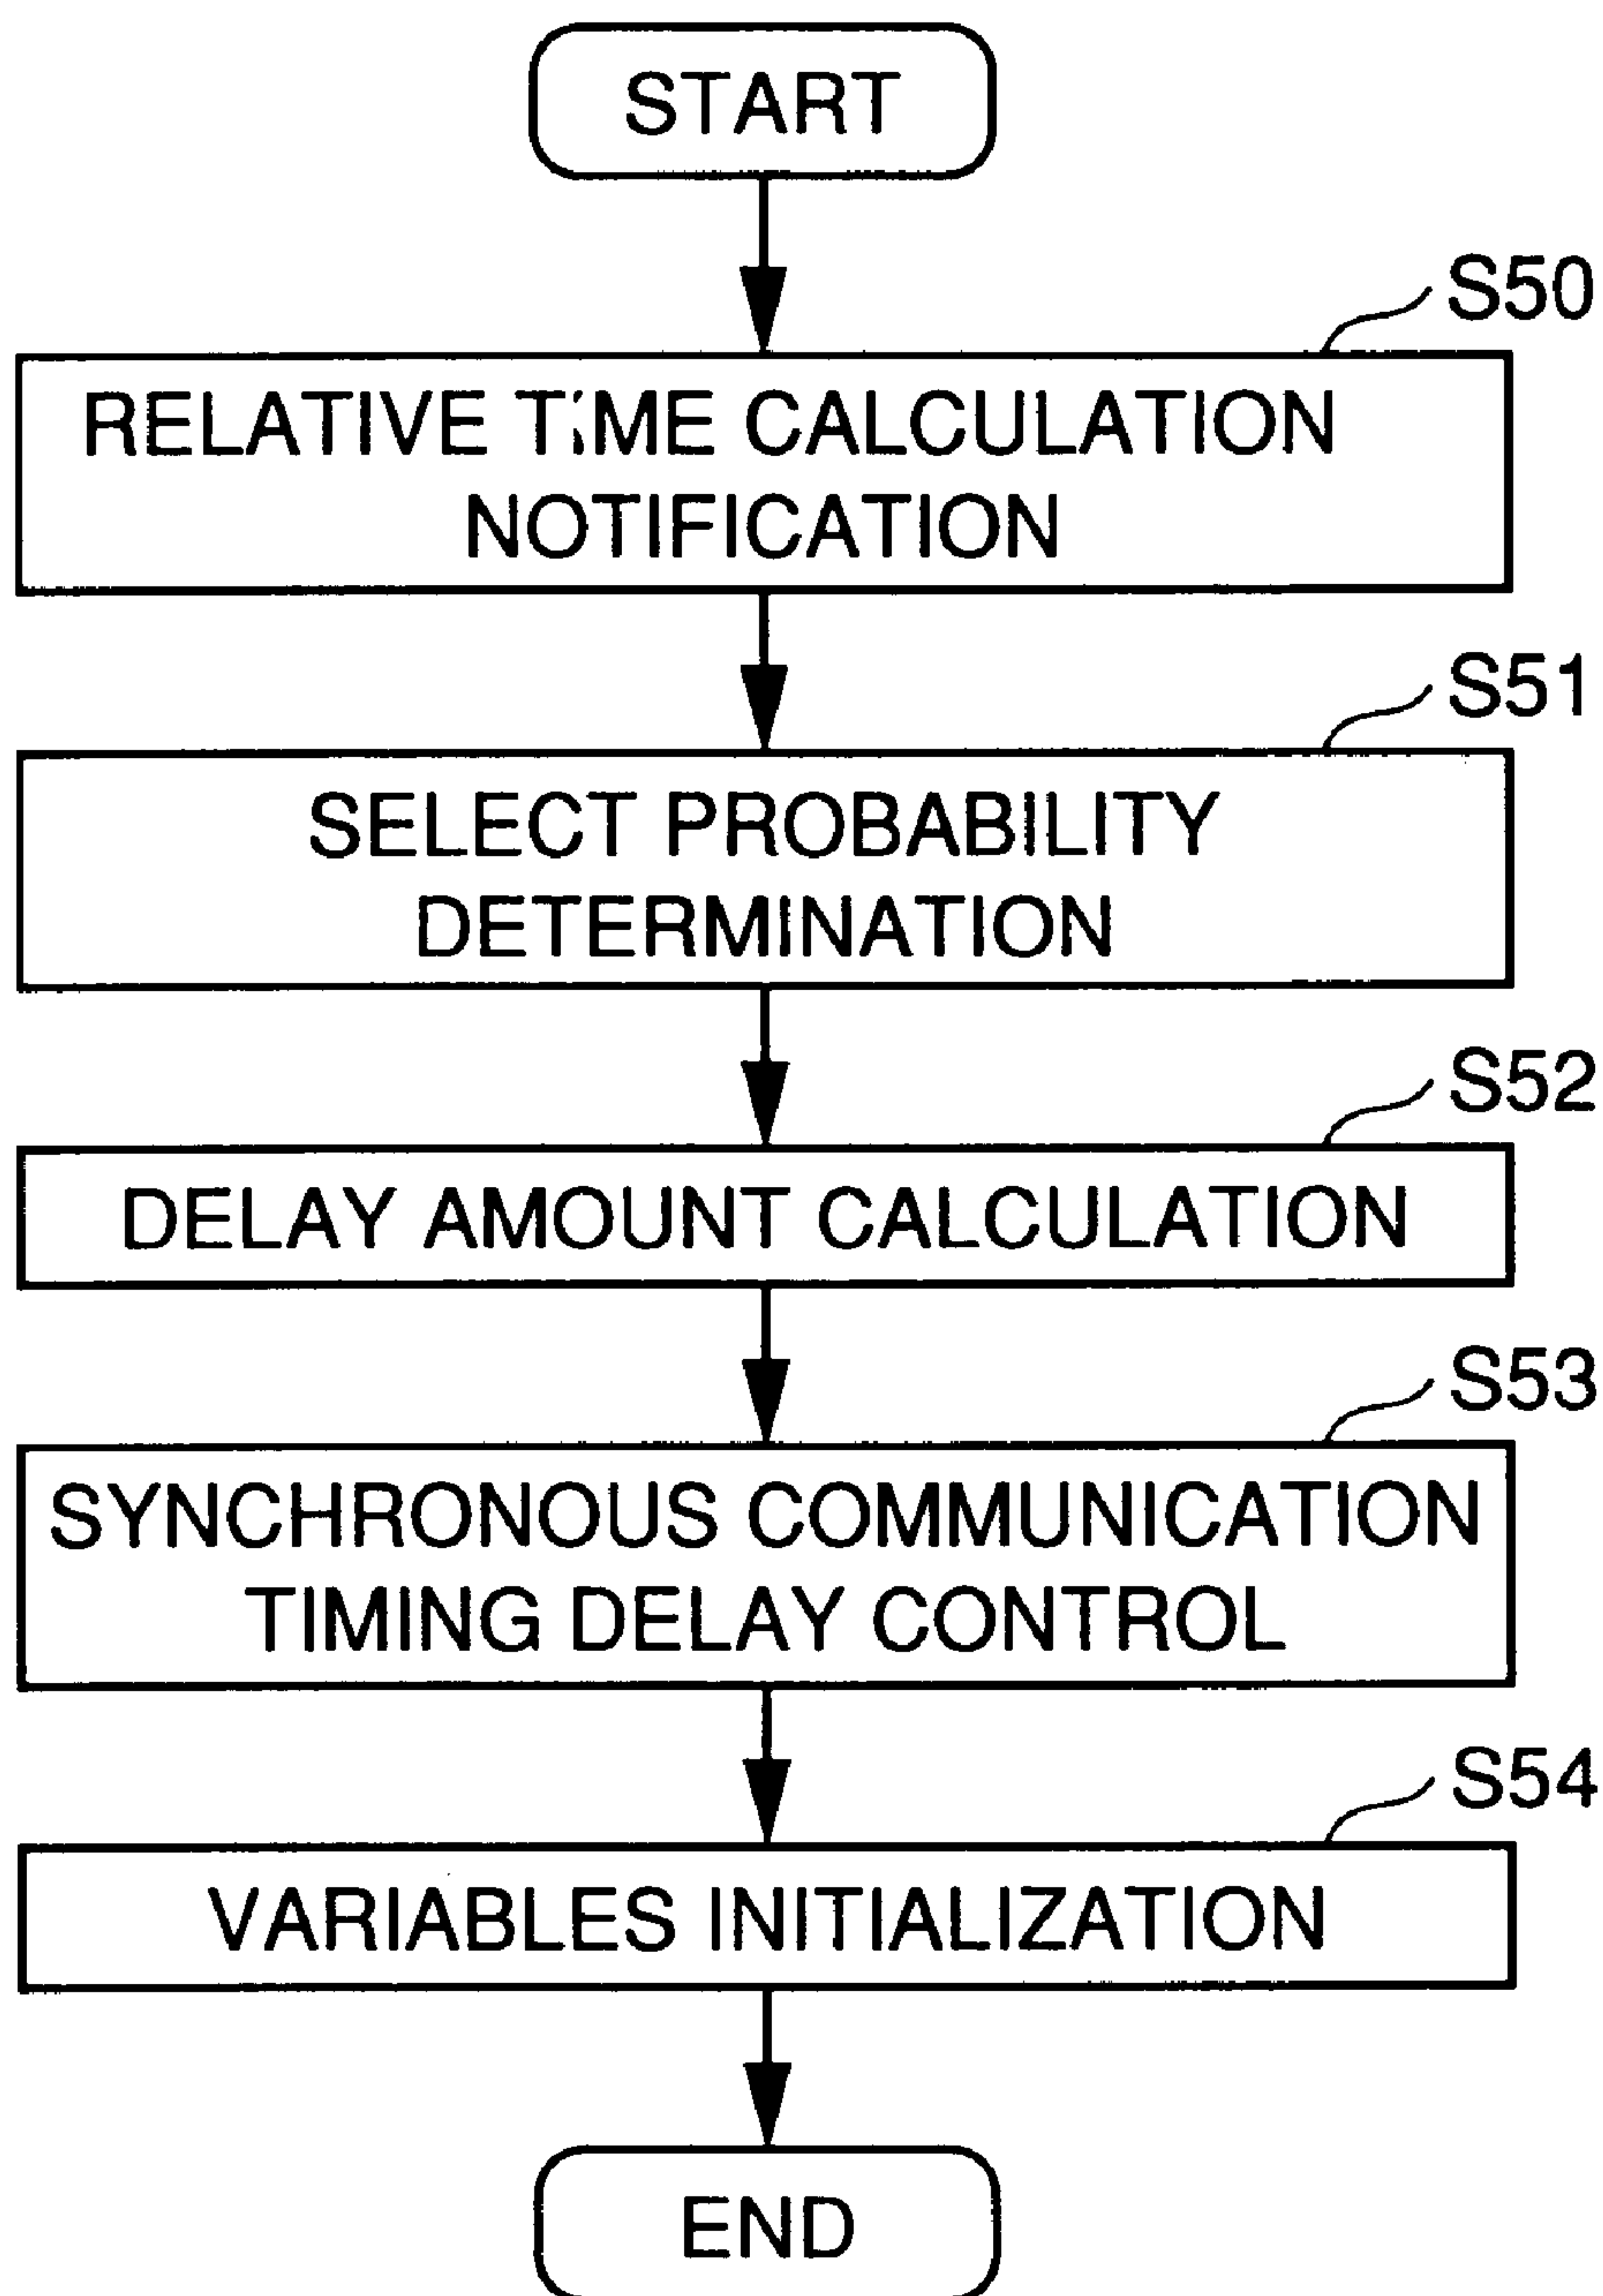 START
S50
RELATIVE TIME CALCULATION
NOTIFICATION
S51
SELECT PROBABILITY
DETERMINATION
S52
DELAY AMOUNT CALCULATION
S53
SYNCHRONOUS COMMUNICATION
TIMING DELAY CONTROL
S54
VARIABLES INITIALIZATION
END